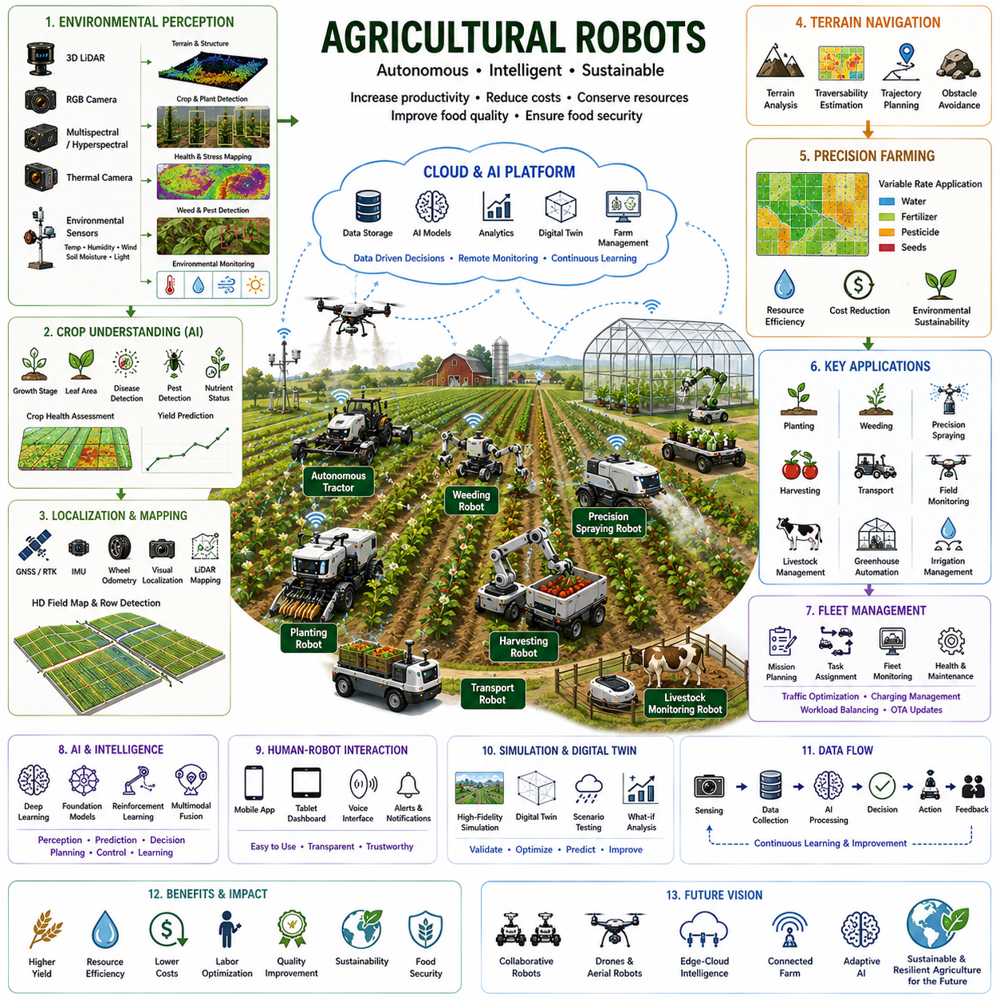 AGRICULTURAL ROBOTS
Autonomous • Intelligent • Sustainable
Increase productivity • Reduce costs • Conserve resources
Improve food quality • Ensure food security
1. ENVIRONMENTAL PERCEPTION
3D LiDAR
RGB Camera
Multispectral
/ Hyperspectral
Thermal Camera
Environmental
Sensors
Temp • Humidity • Wind
Soil Moisture • Light
Terrain & Structure
Crop & Plant Detection
Health & Stress Mapping
Weed & Pest Detection
Environmental Monitoring
2. CROP UNDERSTANDING (AI)
Growth Stage
Leaf Area
Disease
Detection
Pest
Detection
Nutrient
Status
Crop Health Assessment
Yield Prediction
3. LOCALIZATION & MAPPING
GNSS / RTK
IMU
Wheel
Odometry
Visual
Localization
LiDAR
Mapping
HD Field Map & Row Detection
CLOUD & AI PLATFORM
Data Storage
AI Models
Analytics
Digital Twin
Farm
Management
Data Driven Decisions • Remote Monitoring • Continuous Learning
Autonomous
Tractor
Weeding
Robot
Precision
Spraying Robot
Planting
Robot
Harvesting
Robot
Transport
Robot
Livestock
Monitoring Robot
4. TERRAIN NAVIGATION
Terrain
Analysis
Traversability
Estimation
Trajectory
Planning
Obstacle
Avoidance
5. PRECISION FARMING
Variable Rate Application
Water
Fertilizer
Pesticide
Seeds
Resource
Efficiency
Cost Reduction
Environmental
Sustainability
6. KEY APPLICATIONS
Planting
Weeding
Precision
Spraying
Harvesting
Transport
Field
Monitoring
Livestock
Management
Greenhouse
Automation
Irrigation
Management
7. FLEET MANAGEMENT
Mission
Planning
Task
Assignment
Fleet
Monitoring
Health &
Maintenance
Traffic Optimization • Charging Management
Workload Balancing • OTA Updates
8. AI & INTELLIGENCE
Deep
Learning
Foundation
Models
Reinforcement
Learning
Multimodal
Fusion
Perception • Prediction • Decision
Planning • Control • Learning
9. HUMAN-ROBOT INTERACTION
Mobile App
Tablet
Dashboard
Voice
Interface
Alerts &
Notifications
Easy to Use • Transparent • Trustworthy
10. SIMULATION & DIGITAL TWIN
High-Fidelity
Simulation
Digital Twin
Scenario
Testing
What-if
Analysis
Validate • Optimize • Predict • Improve
11. DATA FLOW
Sensing
Data
Collection
AI
Processing
Decision
Action
Feedback
Continuous Learning & Improvement
12. BENEFITS & IMPACT
Higher
Yield
Resource
Efficiency
Lower
Costs
Labor
Optimization
Quality
Improvement
Sustainability
Food
Security
13. FUTURE VISION
Collaborative
Robots
Drones &
Aerial Robots
Edge-Cloud
Intelligence
Connected
Farm
Adaptive
AI
Sustainable &
Resilient Agriculture
for the Future